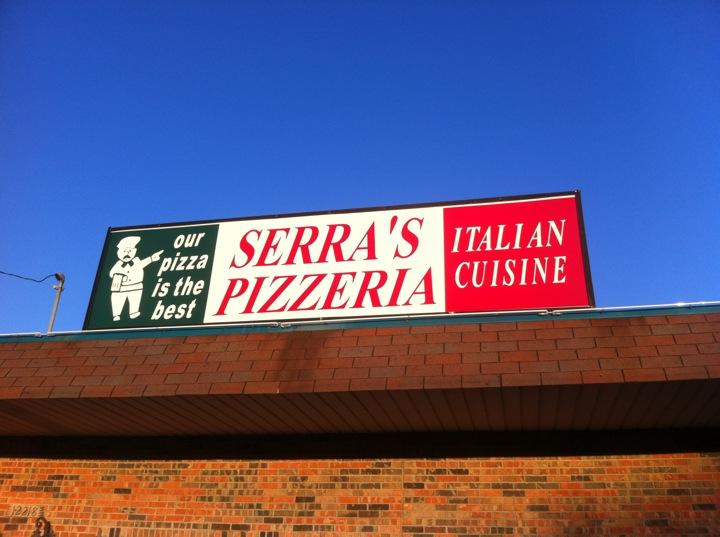 our
pizza
is the
best
SERRA'S
PIZZERIA
ITALIAN
CUISINE